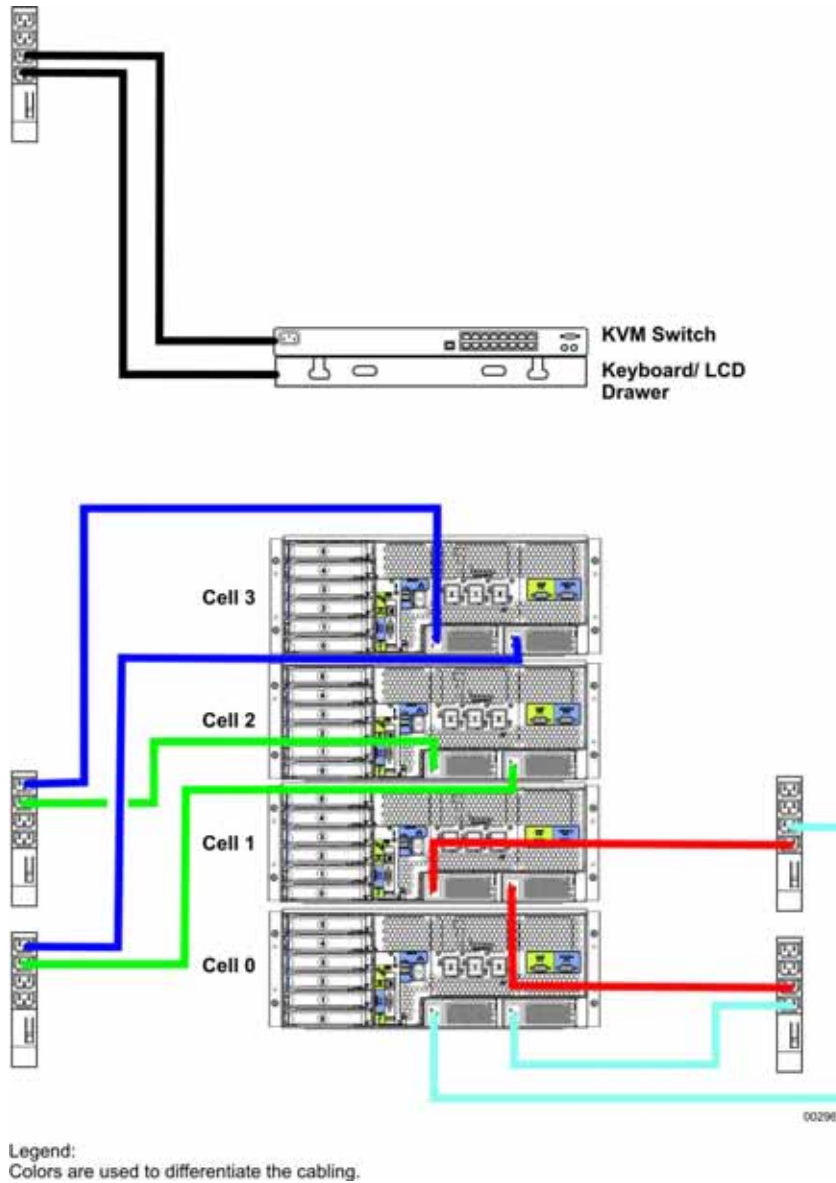 KVM Switch
Keyboard/ LCD
Drawer
Cell 3
Cell 2
Cell 1
Cell 0
00298
Legend:
Colors are used to differentiate the cabling.